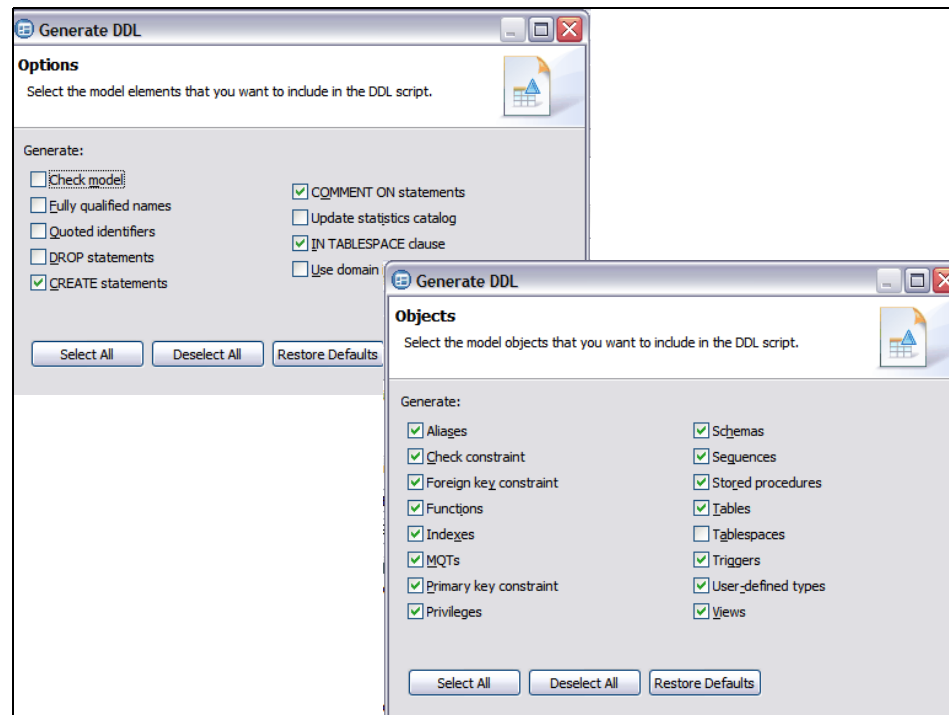 Generate DDL
Options
Select the model elements that you want to include in the DDL script.
Generate:
Check model
Fully qualified names
Quoted identifiers
DROP statements
CREATE statements
COMMENT ON statements
Update statistics catalog
IN TABLESPACE clause
Use domain
Select All
Deselect All
Restore Defaults
Generate DDL
Objects
Select the model objects that you want to include in the DDL script.
Generate:
Aliases
Check constraint
Foreign key constraint
Functions
Indexes
MQTs
Primary key constraint
Privileges
Schemas
Sequences
Stored procedures
Tables
Tablespaces
Triggers
User-defined types
Views
Select All
Deselect All
Restore Defaults